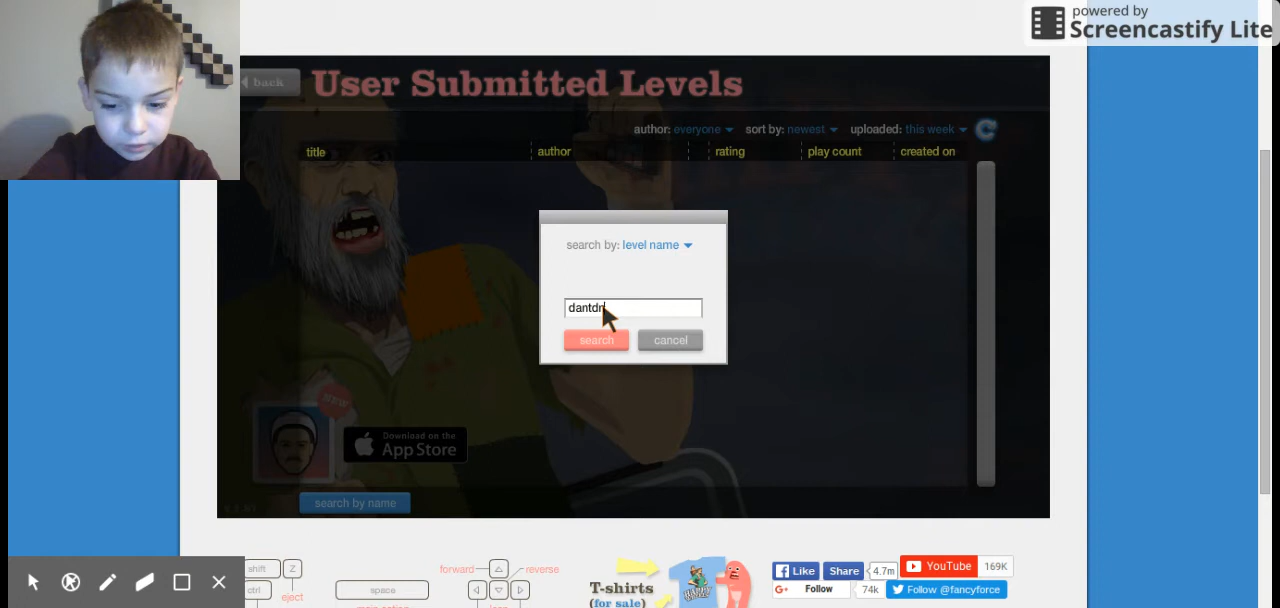 powered by
Screencastify Lite
back
User Submitted Levels
author: everyone sort by: newest uploaded: this week
title author rating play count created on
search by: level name
dantdn
search cancel
NEW
Download on the
App Store
search by name
shift Z
ctrl eject
space
forward reverse
T-shirts
(for sale)
Like Share 4.7m YouTube 169K
G+ Follow 74k Follow @fancyforce